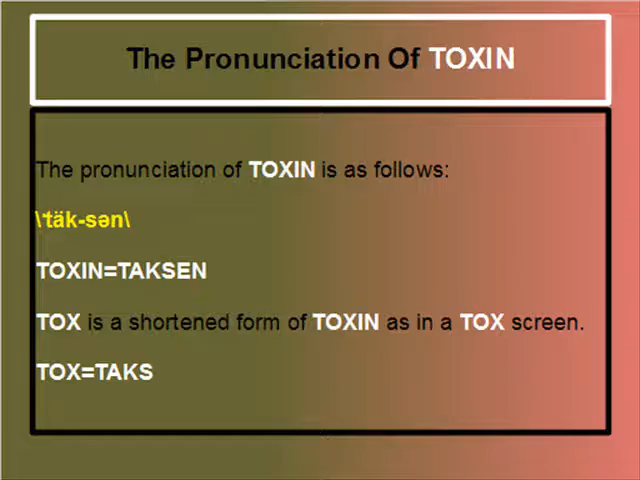 The Pronunciation Of TOXIN
The pronunciation of TOXIN is as follows:
\'täk-sən\
TOXIN=TAKSEN
TOX is a shortened form of TOXIN as in a TOX screen.
TOX=TAKS